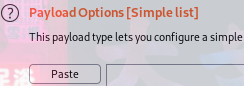 Payload Options [Simple list]
This payload type lets you configure a simple
Paste